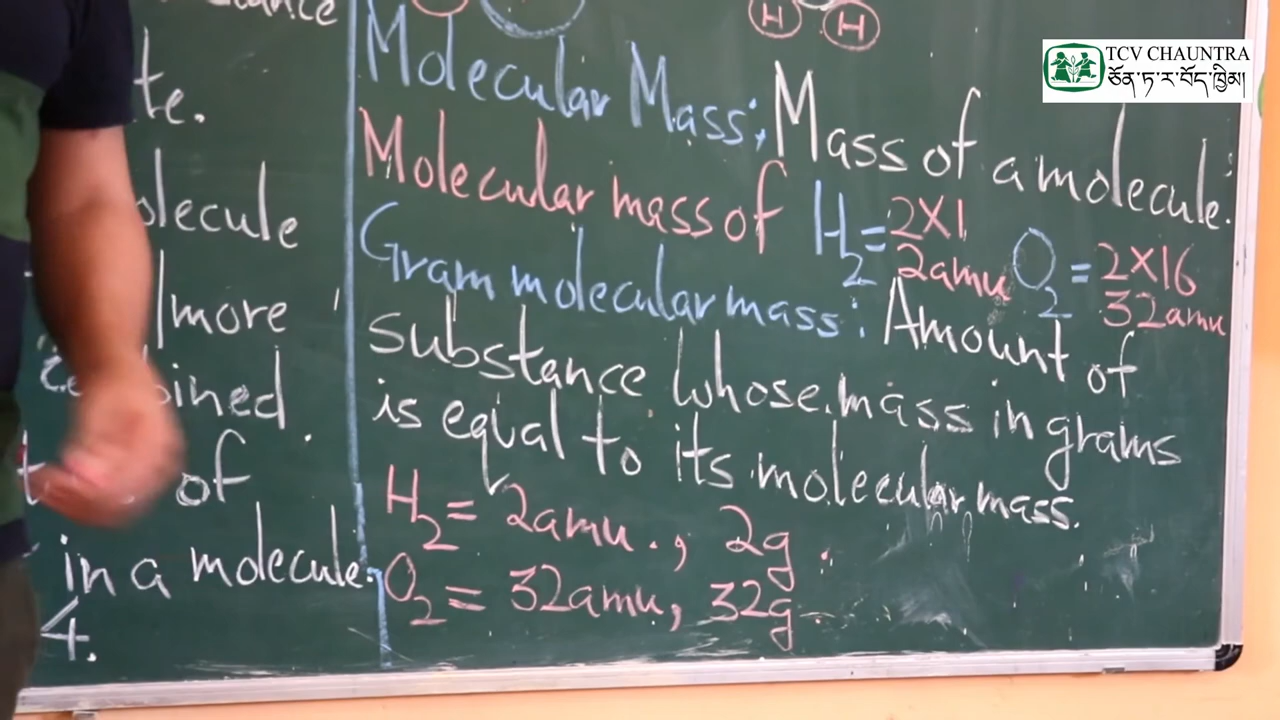 te.
olecule
more
ined.
of
in a molecule.
4.
H H
Molecular Mass: Mass of a molecule.
Molecular mass of H2 = 2X1 O2 = 2X16
2amu 32amu
Gram molecular mass: Amount of
substance whose mass in grams
is equal to its molecular mass.
H2 = 2amu., 2g.
O2 = 32amu, 32g.
TCV CHAUNTRA
ཅོན་ཏ་ར་བོད་ཁྱིམ།